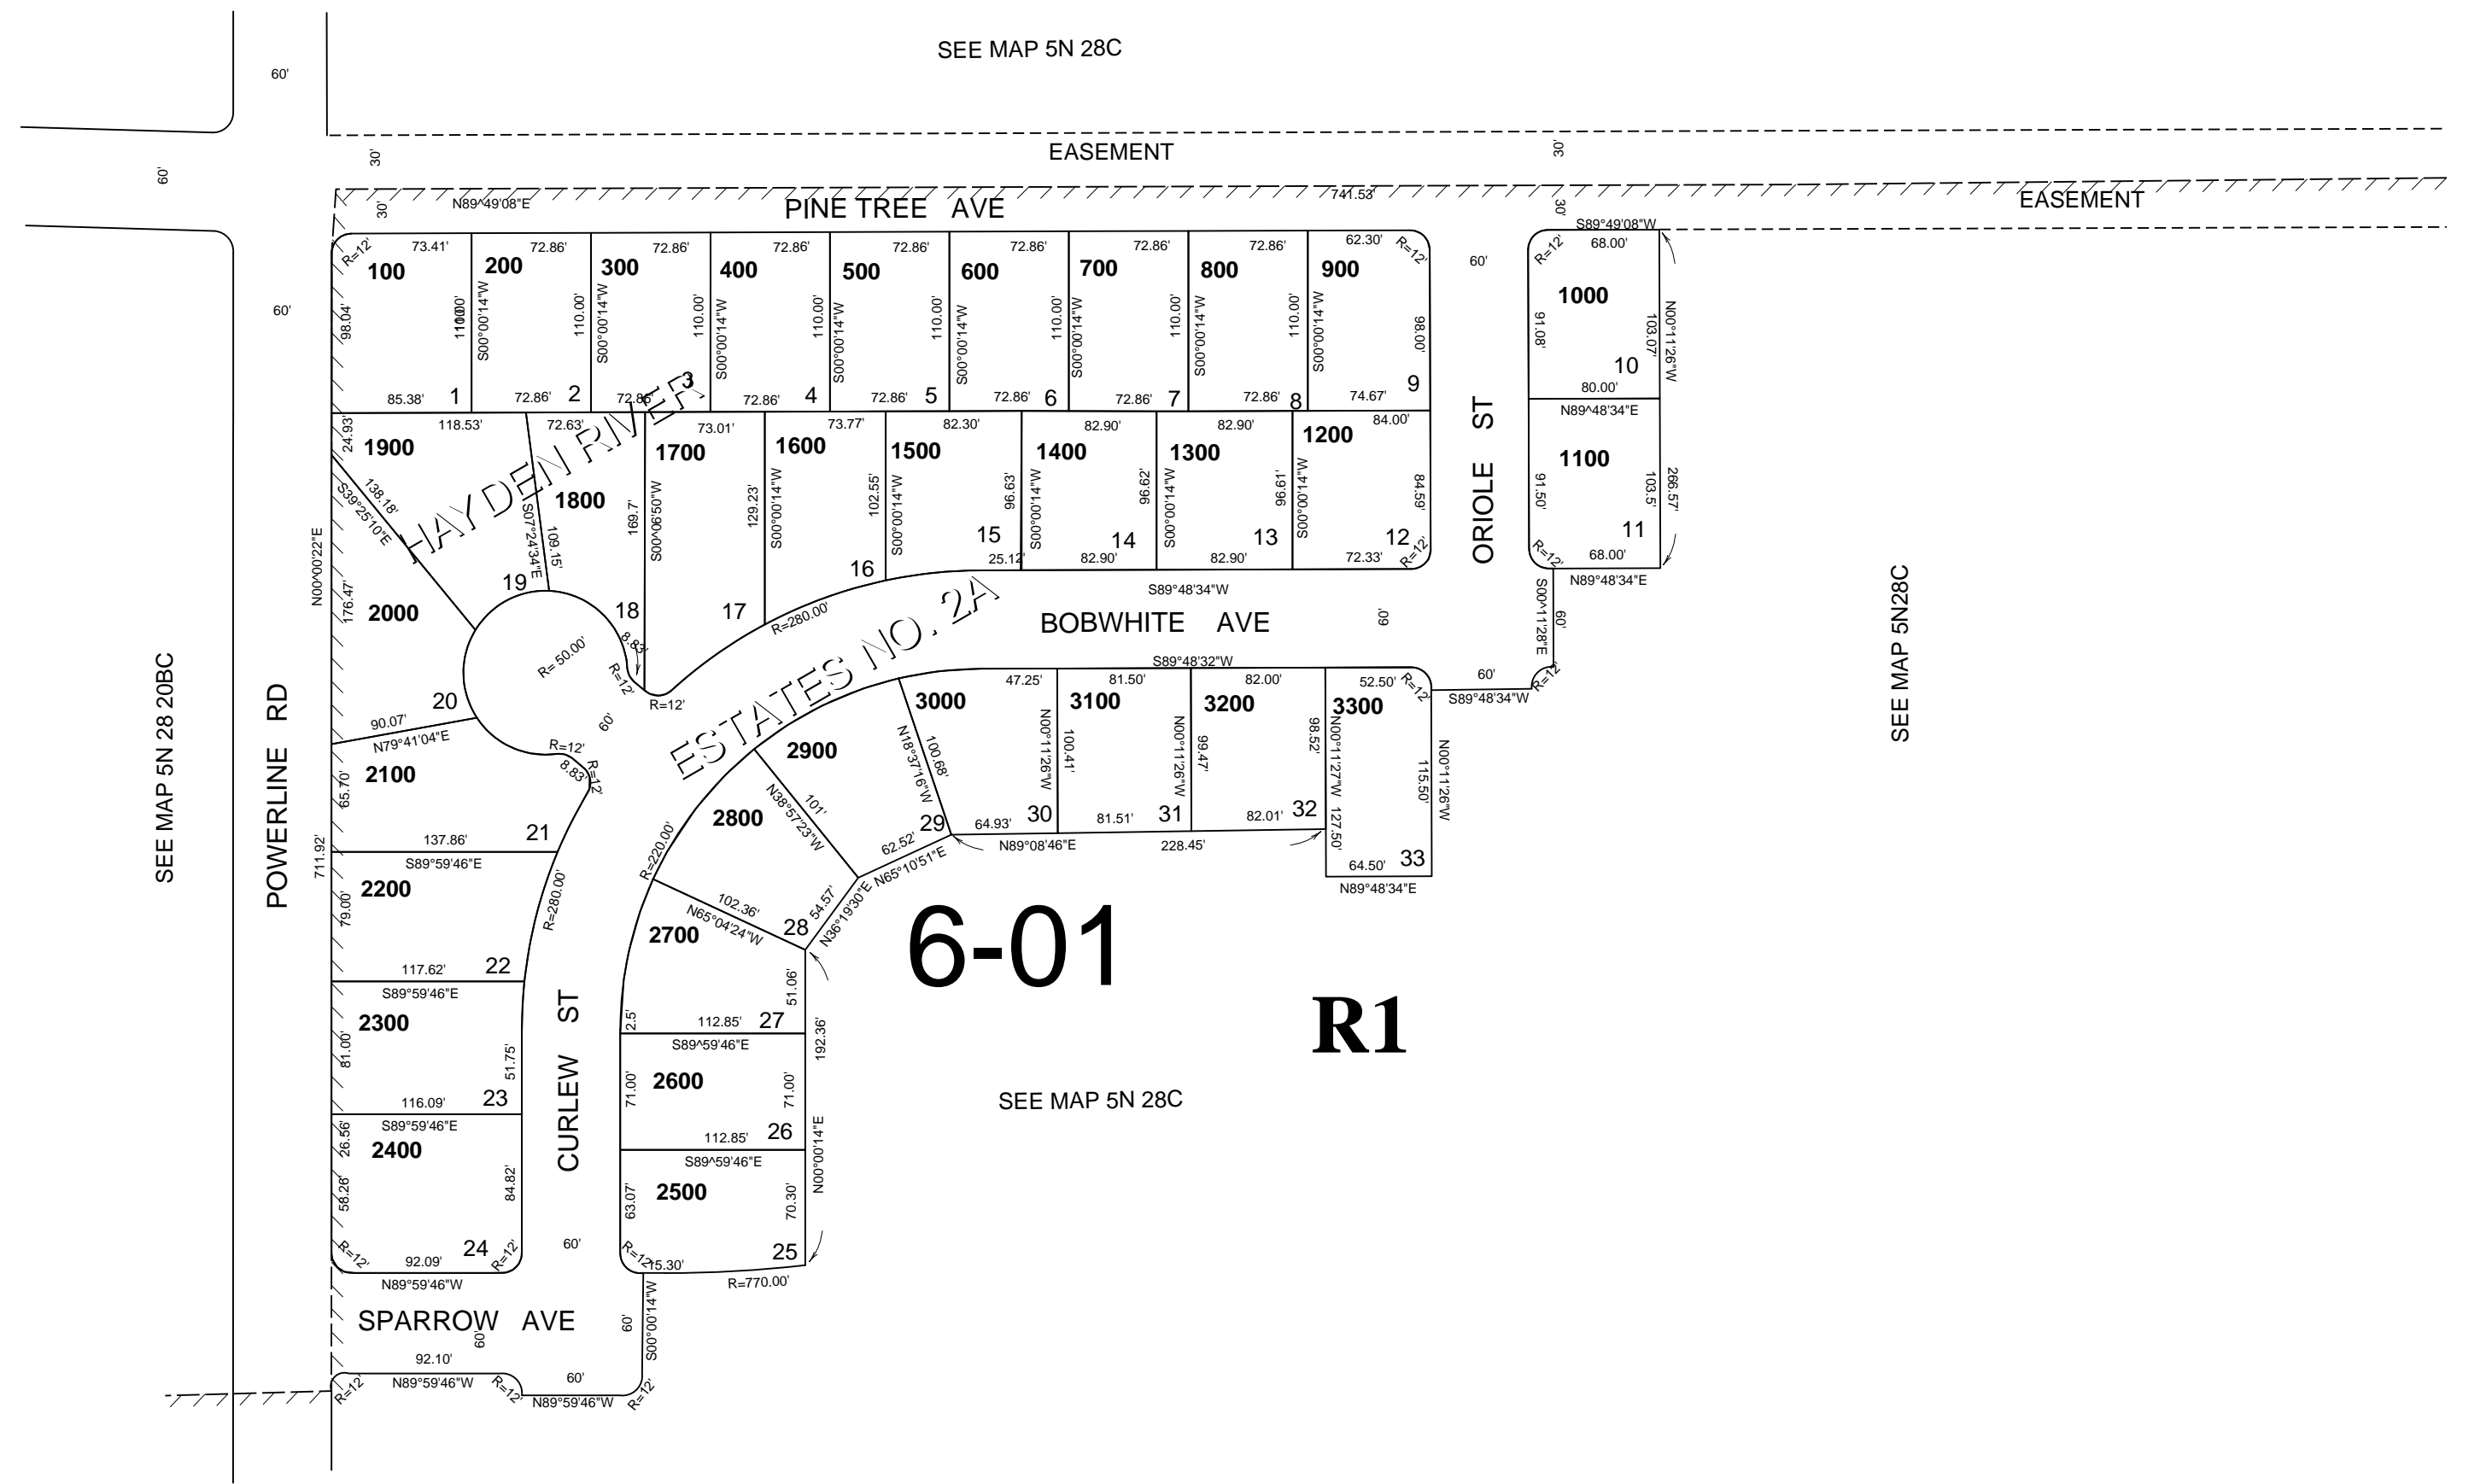 SEE MAP 5N 28C
60'
30'
60'
EASEMENT
30'
N89^49'08"E
30'
PINE TREE AVE
741.53'
30'
EASEMENT
S89°49'08"W
R=12'
73.41'
72.86'
72.86'
72.86'
72.86'
72.86'
72.86'
72.86'
62.30'
R=12'
60'
R=12'
68.00'
100
200
300
400
500
600
700
800
900
1000
60'
98.04'
110.00'
S00°00'14"W
110.00'
S00°00'14"W
110.00'
S00°00'14"W
110.00'
S00°00'14"W
110.00'
S00°00'14"W
110.00'
S00°00'14"W
110.00'
S00°00'14"W
110.00'
S00°00'14"W
98.00'
91.08'
103.07'
N00°11'26"W
85.38'
1
72.86'
2
72.86'
3
72.86'
4
72.86'
5
72.86'
6
72.86'
7
72.86'
8
74.67'
9
10
80.00'
N89^48'34"E
24.93'
118.53'
72.63'
73.01'
73.77'
82.30'
82.90'
82.90'
84.00'
1900
1800
1700
1600
1500
1400
1300
1200
1100
HAYDEN RIVER
138.18'
S39°25'10"E
S07°24'34"E
109.15'
169.7'
S00^06'50"W
129.23'
S00°00'14"W
102.55'
S00°00'14"W
96.63'
S00°00'14"W
96.62'
S00°00'14"W
96.61'
S00°00'14"W
84.59'
ORIOLE ST
91.50'
103.5'
266.57'
N00^00'22"E
19
18
17
16
15
14
13
12
11
25.12'
82.90'
82.90'
72.33'
R=12'
R=12'
68.00'
N89°48'34"E
176.47'
2000
R= 50.00'
8.83'
R=12'
R=12'
R=280.00'
S89°48'34"W
BOBWHITE AVE
60'
S00^11'28"E
60'
SEE MAP 5N28C
ESTATES NO. 2A
S89°48'32"W
SEE MAP 5N 28 20BC
POWERLINE RD
20
90.07'
N79°41'04"E
60'
R=12'
8.83'
R=12'
47.25'
81.50'
82.00'
52.50'
R=12'
60'
S89°48'34"W
R=12'
3000
3100
3200
3300
2900
2100
65.70'
N18°37'16"W
100.68'
N00°11'26"W
100.41'
N00°11'26"W
99.47'
98.52'
N00°11'27"W
127.50'
115.50'
N00°11'26"W
2800
101'
N38°57'23"W
21
137.86'
S89°59'46"E
711.92'
29
64.93'
30
81.51'
31
82.01'
32
N89°08'46"E
228.45'
62.52'
N65°10'51"E
64.50'
33
N89°48'34"E
2200
79.00'
R=280.00'
R=220.00'
102.36'
N65°04'24"W
28
54.57'
N36°19'30"E
6-01
2700
117.62'
22
S89°59'46"E
51.06'
R1
2300
81.00'
51.75'
CURLEW ST
2.5'
112.85'
27
S89^59'46"E
192.36'
116.09'
23
S89°59'46"E
2600
71.00'
71.00'
SEE MAP 5N 28C
26.56'
2400
112.85'
26
S89^59'46"E
N00°00'14"E
58.26'
84.82'
2500
63.07'
70.30'
R=12'
92.09'
24
R=12'
60'
R=12'
15.30'
25
N89°59'46"W
R=770.00'
SPARROW AVE
60'
60'
S00°00'14"W
92.10'
R=12'
N89°59'46"W
R=12'
60'
N89°59'46"W
R=12'